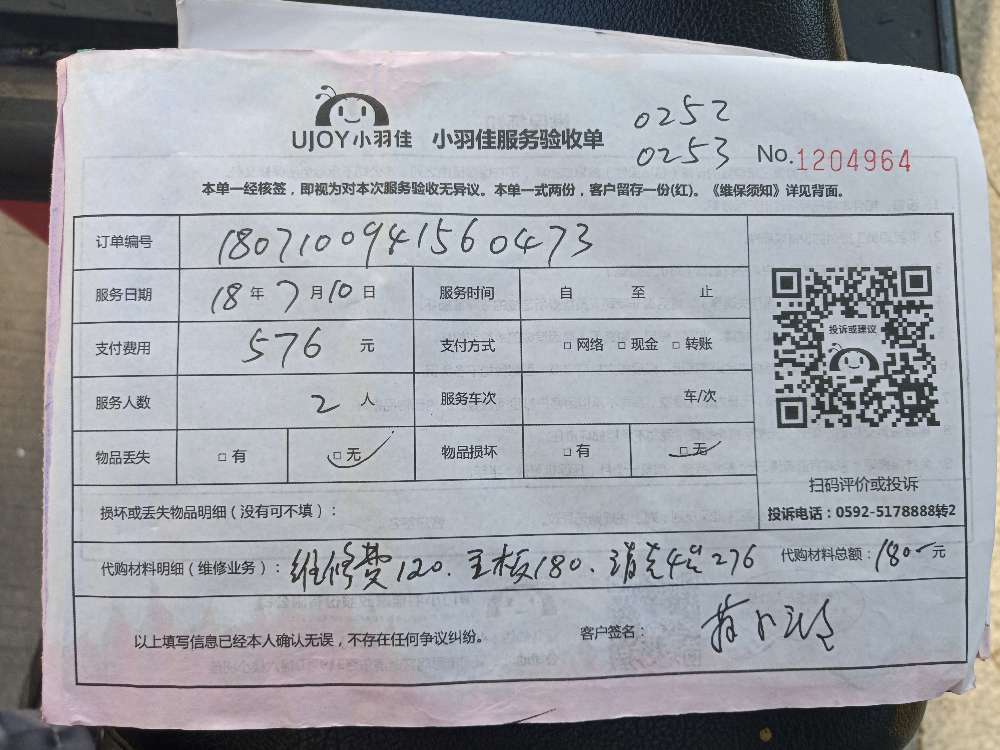 0252
UJOY小羽佳 小羽佳服务验收单
0253 No.1204964
本单一经核签，即视为对本次服务验收无异议。本单一式两份，客户留存一份(红)。《维保须知》详见背面。
订单编号 180710094156 0473
服务日期 18年7月10日 服务时间 自 至 止
支付费用 576 元 支付方式 □网络 □现金 □转账
投诉或建议
服务人数 2 人 服务车次 车/次
物品丢失 □有 □无 ✓ 物品损坏 □有 □无 ✓
扫码评价或投诉
损坏或丢失物品明细（没有可不填）：
投诉电话：0592-5178888转2
代购材料明细（维修业务）：维修费120.主板180. 276 代购材料总额：180-元
以上填写信息已经本人确认无误，不存在任何争议纠纷。 客户签名：